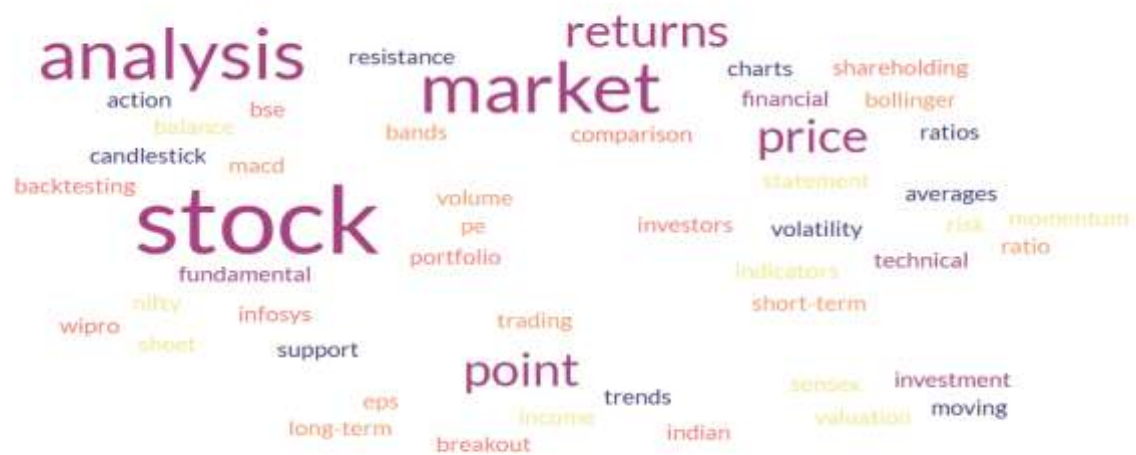 returns
analysis
resistance
market
charts
shareholding
action
bse
financial
bollinger
balance
bands
comparison
price
ratios
candlestick
macd
backtesting
statement
averages
stock
volume
pe
investors
volatility
risk
momentum
portfolio
indicators
technical
ratio
fundamental
nifty
infosys
short-term
wipro
sheet
support
trading
point
trends
sensex
investment
eps
income
valuation
moving
long-term
breakout
indian